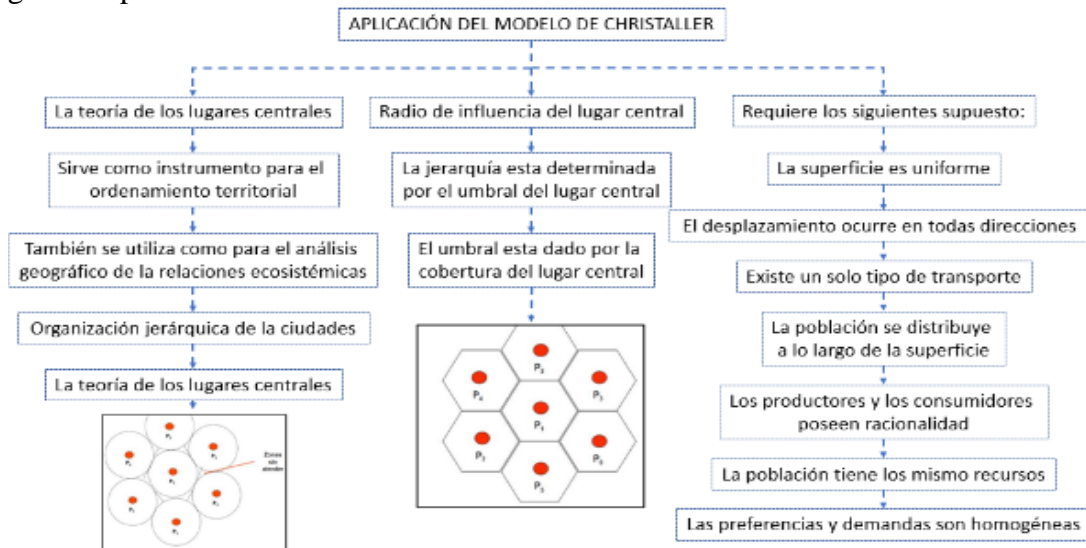 APLICACIÓN DEL MODELO DE CHRISTALLER
La teoría de los lugares centrales
Sirve como instrumento para el
ordenamiento territorial
También se utiliza como para el análisis
geográfico de la relaciones ecosistémicas
Organización jerárquica de la ciudades
La teoría de los lugares centrales
Zonas
sin
atender
Radio de influencia del lugar central
La jerarquía esta determinada
por el umbral del lugar central
El umbral esta dado por la
cobertura del lugar central
P₁
Requiere los siguientes supuesto:
La superficie es uniforme
El desplazamiento ocurre en todas direcciones
Existe un solo tipo de transporte
La población se distribuye
a lo largo de la superficie
Los productores y los consumidores
poseen racionalidad
La población tiene los mismo recursos
Las preferencias y demandas son homogéneas